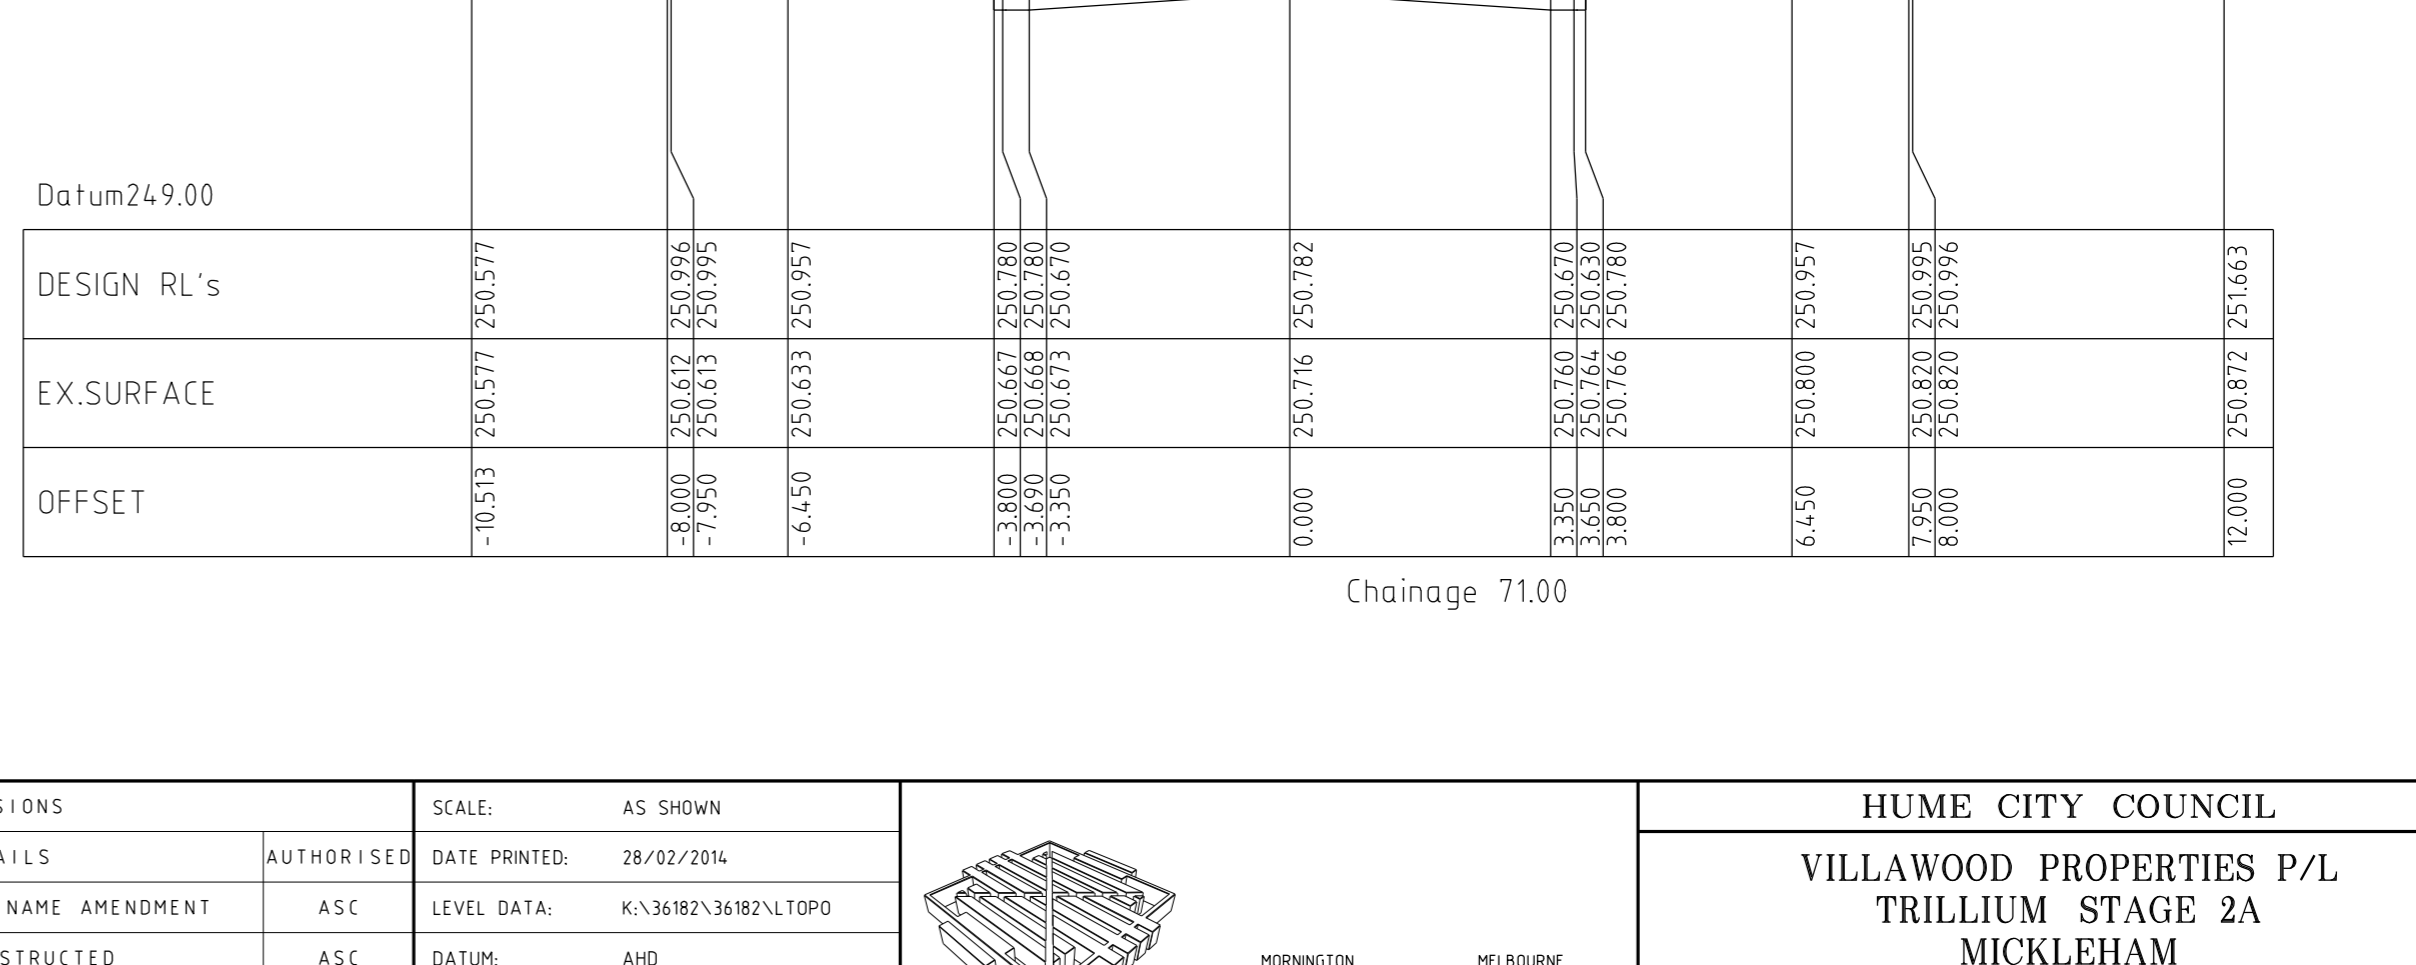 Datum249.00
DESIGN RL's 250.577 250.996 250.995 250.957 250.780 250.780 250.670 250.782 250.670 250.630 250.780 250.957 250.995 250.996 251.663
EX.SURFACE 250.577 250.612 250.613 250.633 250.667 250.668 250.673 250.716 250.760 250.764 250.766 250.800 250.820 250.820 250.872
OFFSET -10.513 -8.000 -7.950 -6.450 -3.800 -3.690 -3.350 0.000 3.350 3.650 3.800 6.450 7.950 8.000 12.000
Chainage 71.00
SIONS
AILS AUTHORISED
NAME AMENDMENT ASC
STRUCTED ASC
SCALE: AS SHOWN
DATE PRINTED: 28/02/2014
LEVEL DATA: K:\36182\36182\LTOPO
DATUM: AHD
MORNINGTON MELBOURNE
HUME CITY COUNCIL
VILLAWOOD PROPERTIES P/L
TRILLIUM STAGE 2A
MICKLEHAM